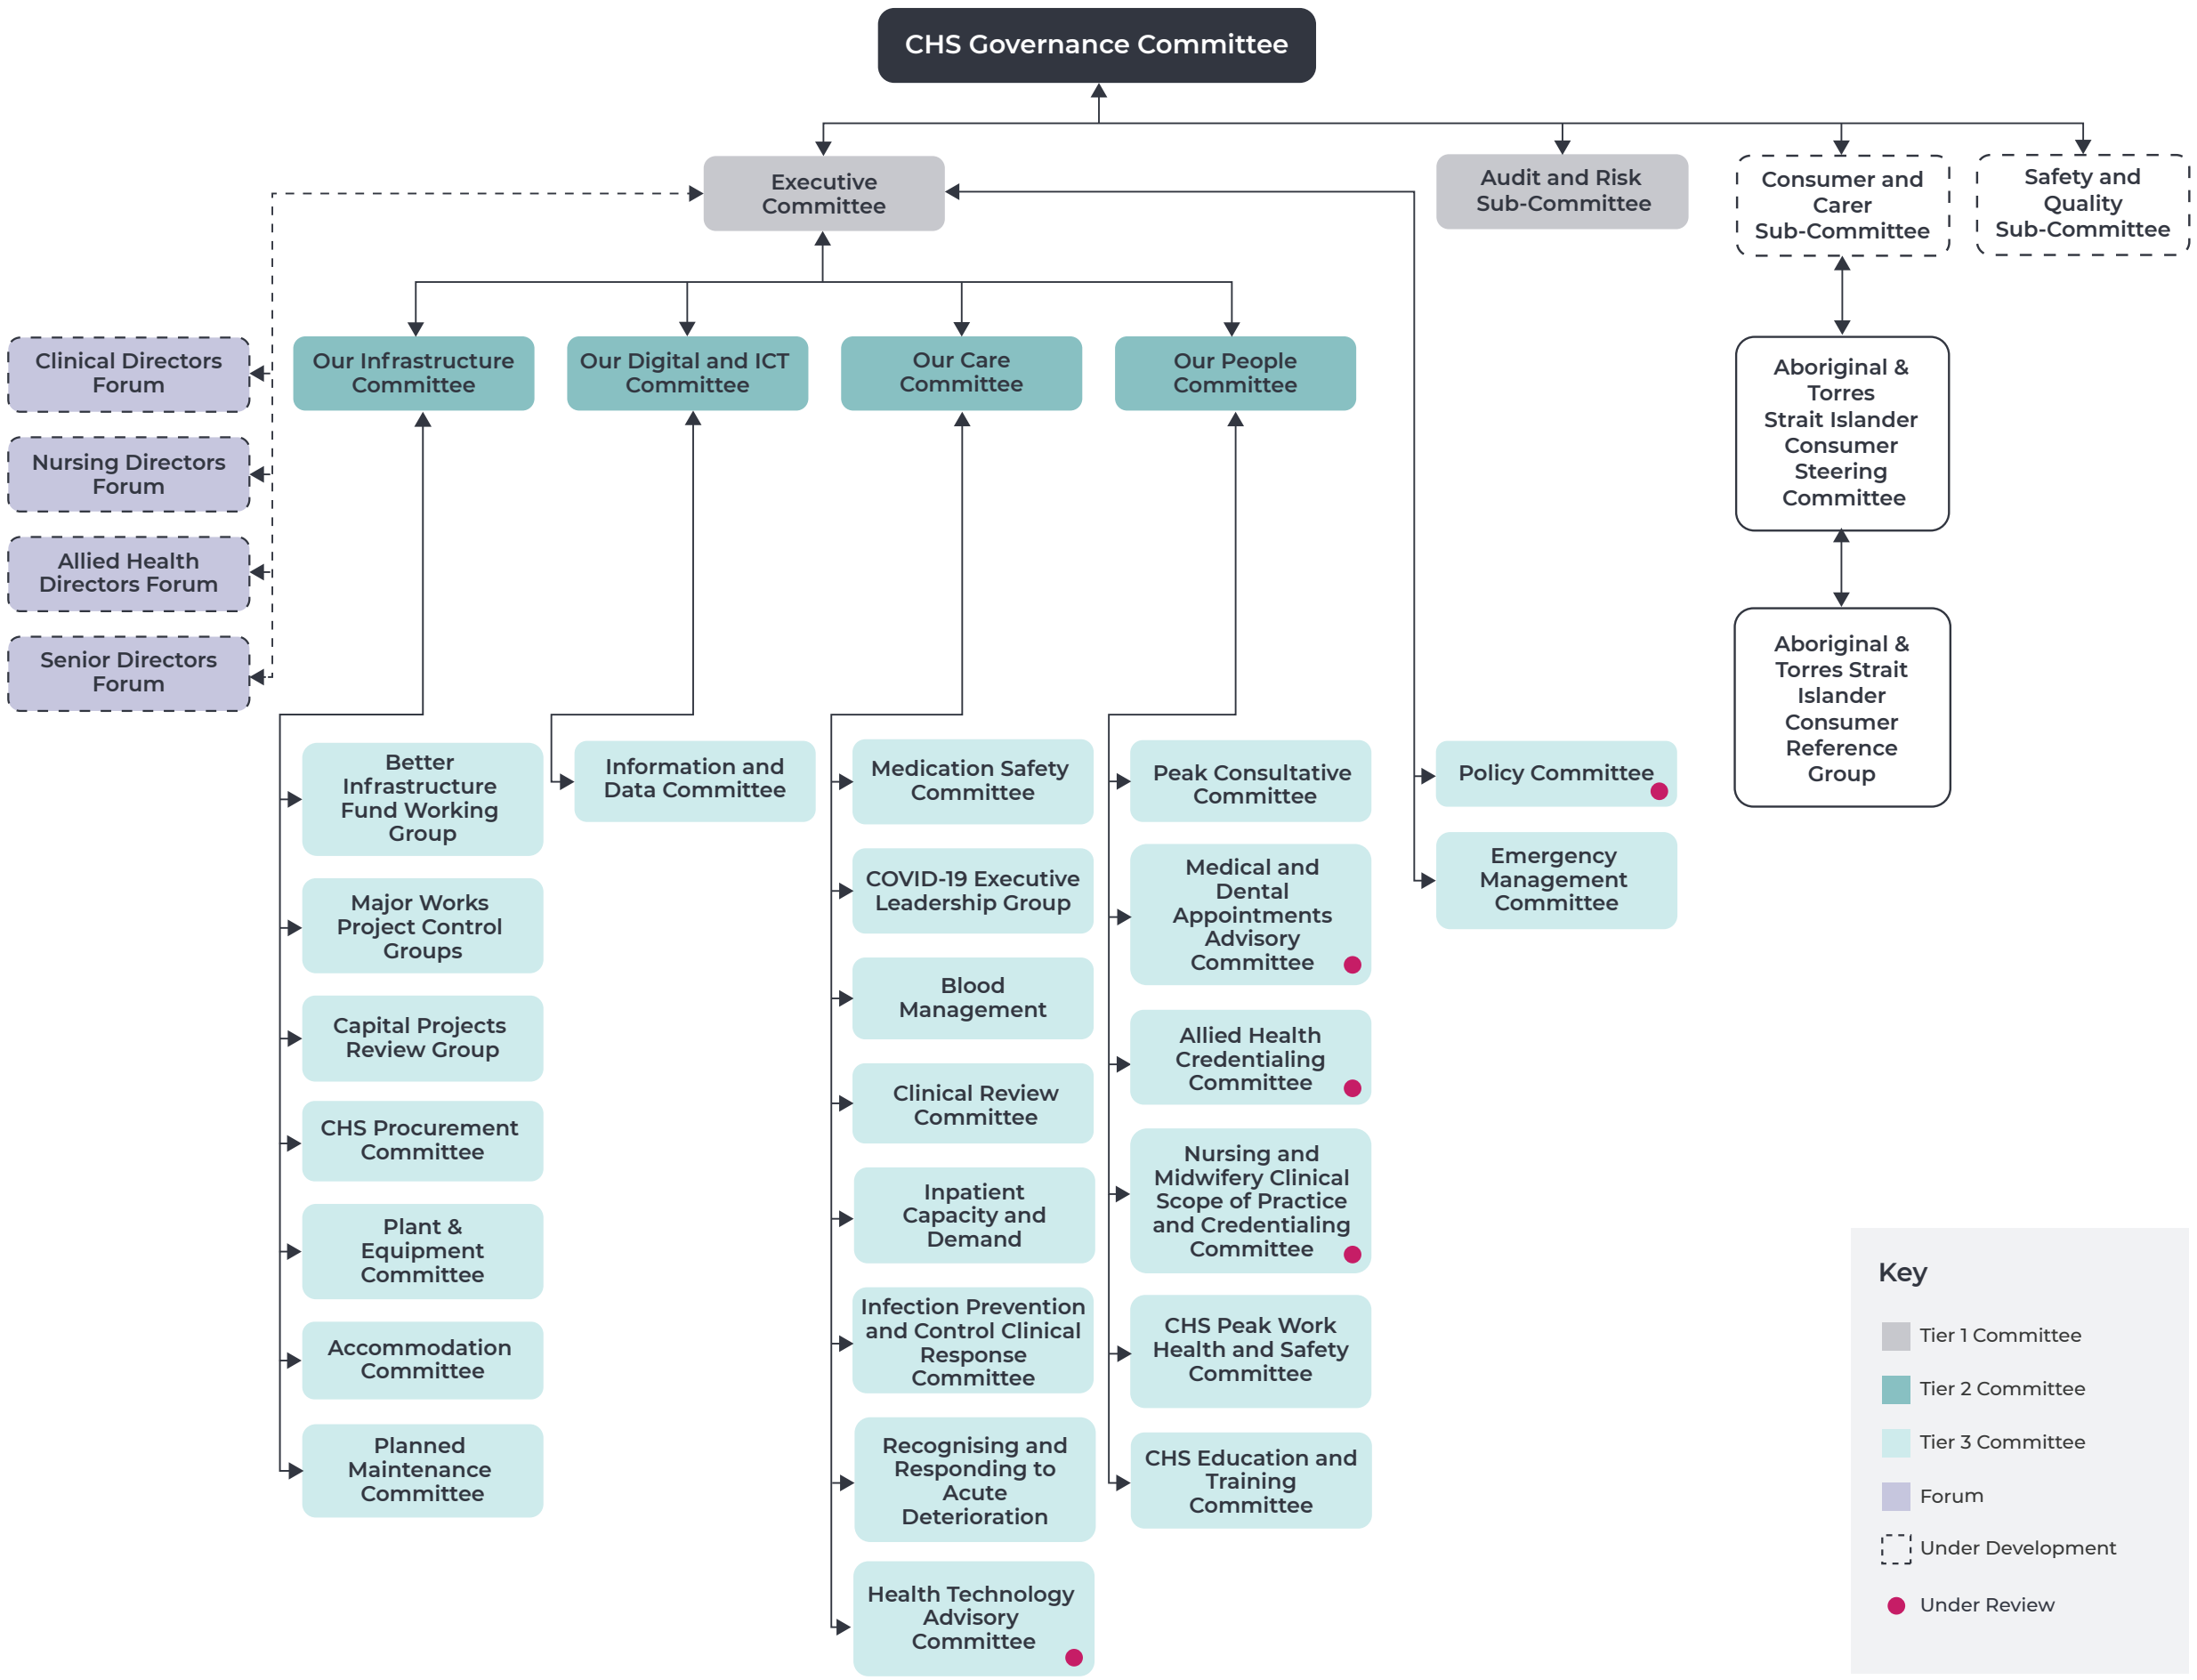 CHS Governance Committee
Executive
Committee
Audit and Risk
Sub-Committee
Consumer and
Carer
Sub-Committee
Safety and
Quality
Sub-Committee
Clinical Directors
Forum
Nursing Directors
Forum
Allied Health
Directors Forum
Senior Directors
Forum
Our Infrastructure
Committee
Our Digital and ICT
Committee
Our Care
Committee
Our People
Committee
Aboriginal &
Torres
Strait Islander
Consumer
Steering
Committee
Aboriginal &
Torres Strait
Islander
Consumer
Reference
Group
Better
Infrastructure
Fund Working
Group
Major Works
Project Control
Groups
Capital Projects
Review Group
CHS Procurement
Committee
Plant &
Equipment
Committee
Accommodation
Committee
Planned
Maintenance
Committee
Information and
Data Committee
Medication Safety
Committee
COVID-19 Executive
Leadership Group
Blood
Management
Clinical Review
Committee
Inpatient
Capacity and
Demand
Infection Prevention
and Control Clinical
Response
Committee
Recognising and
Responding to
Acute
Deterioration
Health Technology
Advisory
Committee
Peak Consultative
Committee
Medical and
Dental
Appointments
Advisory
Committee
Allied Health
Credentialing
Committee
Nursing and
Midwifery Clinical
Scope of Practice
and Credentialing
Committee
CHS Peak Work
Health and Safety
Committee
CHS Education and
Training
Committee
Policy Committee
Emergency
Management
Committee
Key
Tier 1 Committee
Tier 2 Committee
Tier 3 Committee
Forum
Under Development
Under Review